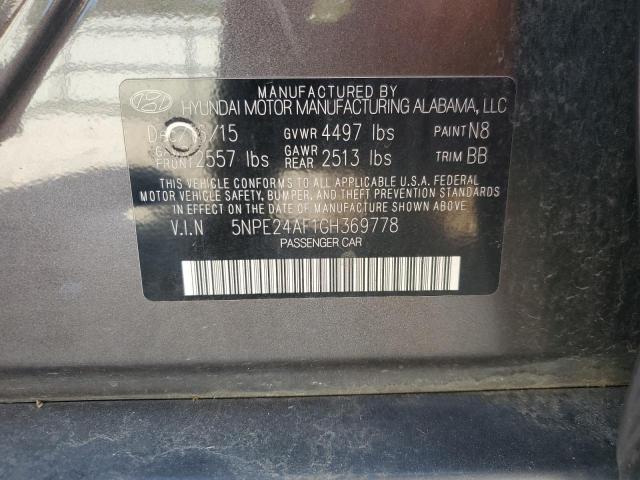 MANUFACTURED BY
HYUNDAI MOTOR MANUFACTURING ALABAMA, LLC
/15 GVWR 4497 lbs PAINT N8
FRONT 2557 lbs GAWR REAR 2513 lbs TRIM BB
THIS VEHICLE CONFORMS TO ALL APPLICABLE U.S.A. FEDERAL
MOTOR VEHICLE SAFETY, BUMPER, AND THEFT PREVENTION STANDARDS
IN EFFECT ON THE DATE OF MANUFACTURE SHOWN ABOVE.
V.I.N 5NPE24AF1GH369778
PASSENGER CAR